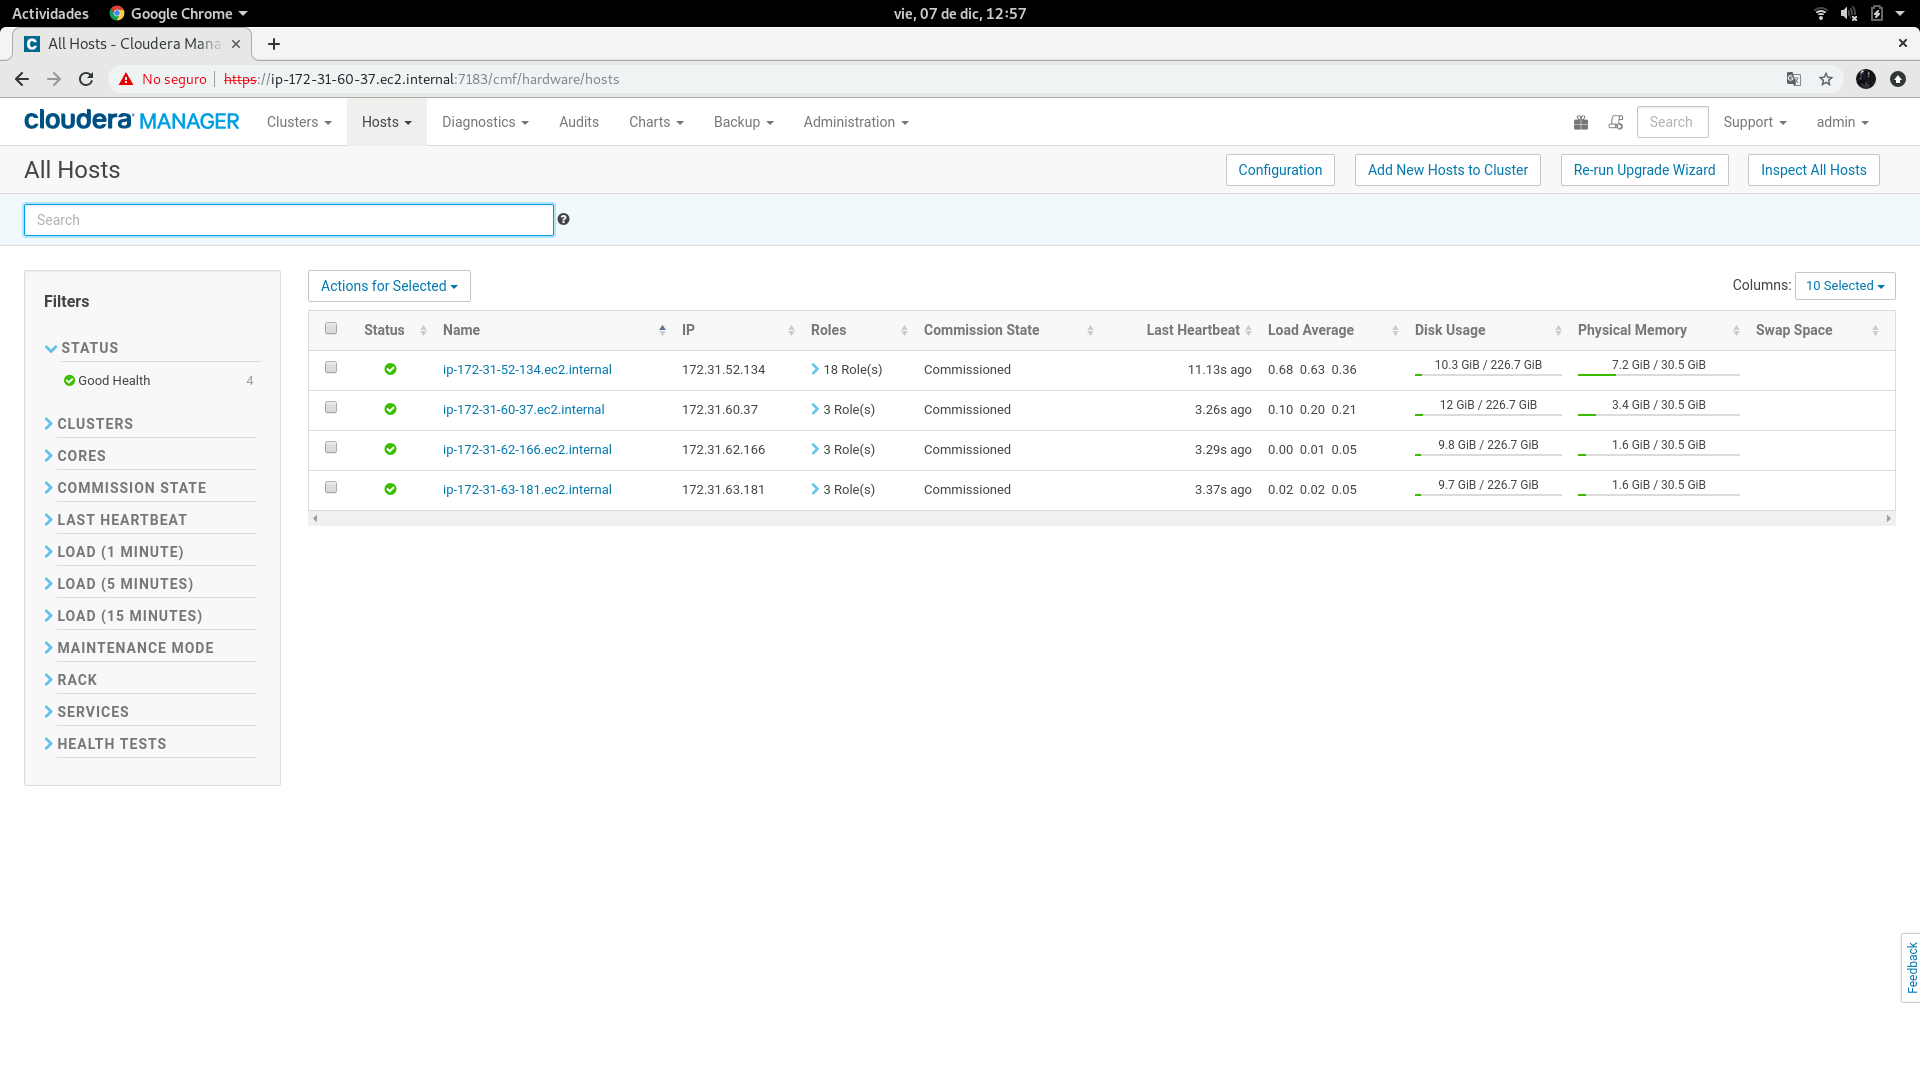 Actividades Google Chrome vie, 07 de dic, 12:57
All Hosts - Cloudera Mana
No seguro https://ip-172-31-60-37.ec2.internal:7183/cmf/hardware/hosts
cloudera MANAGER Clusters Hosts Diagnostics Audits Charts Backup Administration Search Support admin
All Hosts Configuration Add New Hosts to Cluster Re-run Upgrade Wizard Inspect All Hosts
Search
Filters
STATUS
Good Health 4
CLUSTERS
CORES
COMMISSION STATE
LAST HEARTBEAT
LOAD (1 MINUTE)
LOAD (5 MINUTES)
LOAD (15 MINUTES)
MAINTENANCE MODE
RACK
SERVICES
HEALTH TESTS
Actions for Selected Columns: 10 Selected
Status Name IP Roles Commission State Last Heartbeat Load Average Disk Usage Physical Memory Swap Space
ip-172-31-52-134.ec2.internal 172.31.52.134 18 Role(s) Commissioned 11.13s ago 0.68 0.63 0.36 10.3 GiB / 226.7 GiB 7.2 GiB / 30.5 GiB
ip-172-31-60-37.ec2.internal 172.31.60.37 3 Role(s) Commissioned 3.26s ago 0.10 0.20 0.21 12 GiB / 226.7 GiB 3.4 GiB / 30.5 GiB
ip-172-31-62-166.ec2.internal 172.31.62.166 3 Role(s) Commissioned 3.29s ago 0.00 0.01 0.05 9.8 GiB / 226.7 GiB 1.6 GiB / 30.5 GiB
ip-172-31-63-181.ec2.internal 172.31.63.181 3 Role(s) Commissioned 3.37s ago 0.02 0.02 0.05 9.7 GiB / 226.7 GiB 1.6 GiB / 30.5 GiB
Feedback